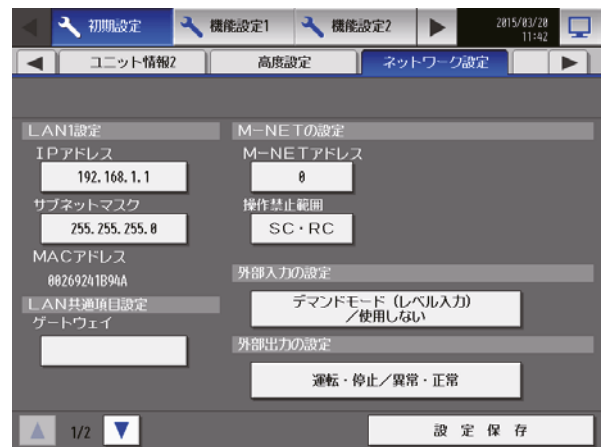 初期設定
機能設定1
機能設定2
2015/03/20
11:42
ユニット情報2
高度設定
ネットワーク設定
LAN1設定
IPアドレス
192.168.1.1
サブネットマスク
255.255.255.0
MACアドレス
00269241B94A
LAN共通項目設定
ゲートウェイ
M-NETの設定
M-NETアドレス
0
操作禁止範囲
SC・RC
外部入力の設定
デマンドモード(レベル入力)
/使用しない
外部出力の設定
運転・停止/異常・正常
1/2
設 定 保 存